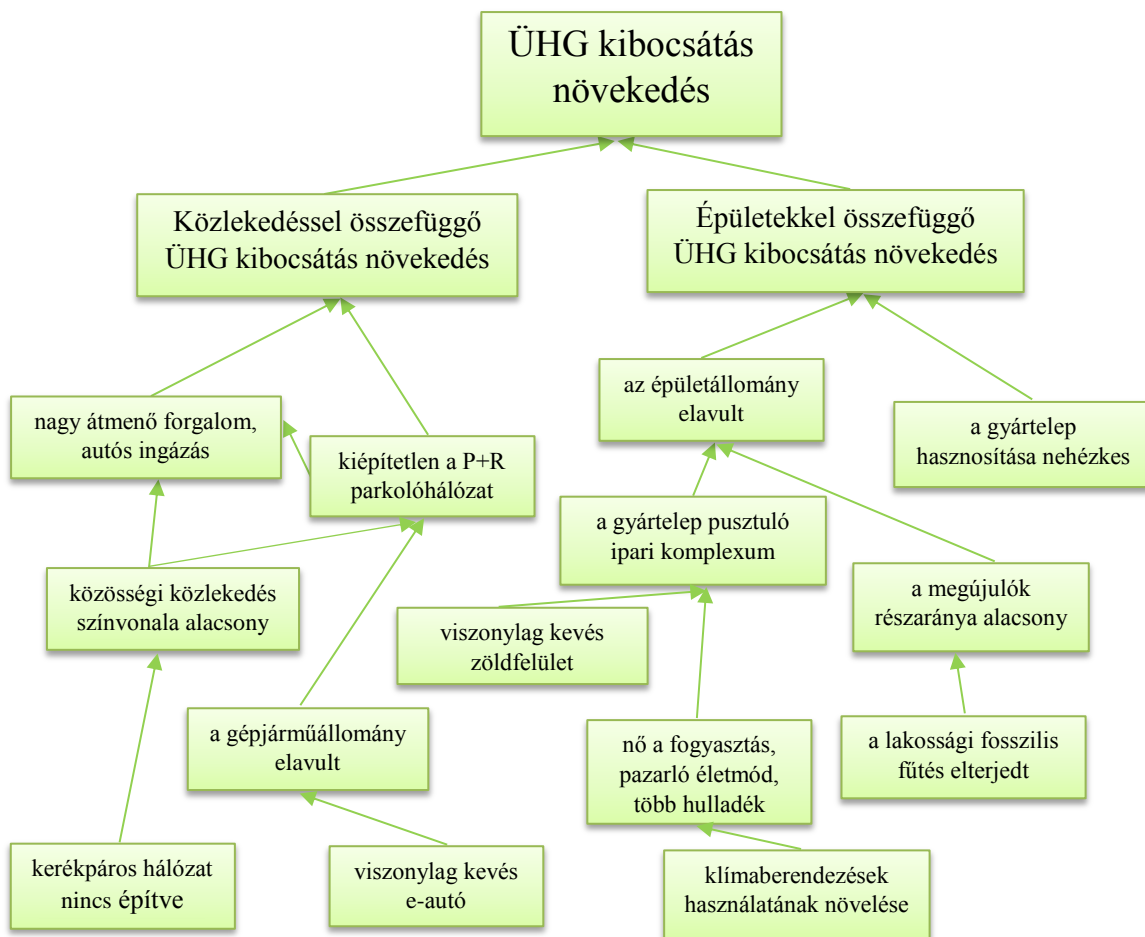 ÜHG kibocsátás
növekedés
Közlekedéssel összefüggő
ÜHG kibocsátás növekedés
Épületekkel összefüggő
ÜHG kibocsátás növekedés
nagy átmenő forgalom,
autós ingázás
kiépítetlen a P+R
parkolóhálózat
az épületállomány
elavult
a gyártelep
hasznosítása nehézkes
a gyártelep pusztuló
ipari komplexum
közösségi közlekedés
színvonala alacsony
viszonylag kevés
zöldfelület
a megújulók
részaránya alacsony
a gépjárműállomány
elavult
nő a fogyasztás,
pazarló életmód,
több hulladék
a lakossági fosszilis
fűtés elterjedt
kerékpáros hálózat
nincs építve
viszonylag kevés
e-autó
klímaberendezések
használatának növelése